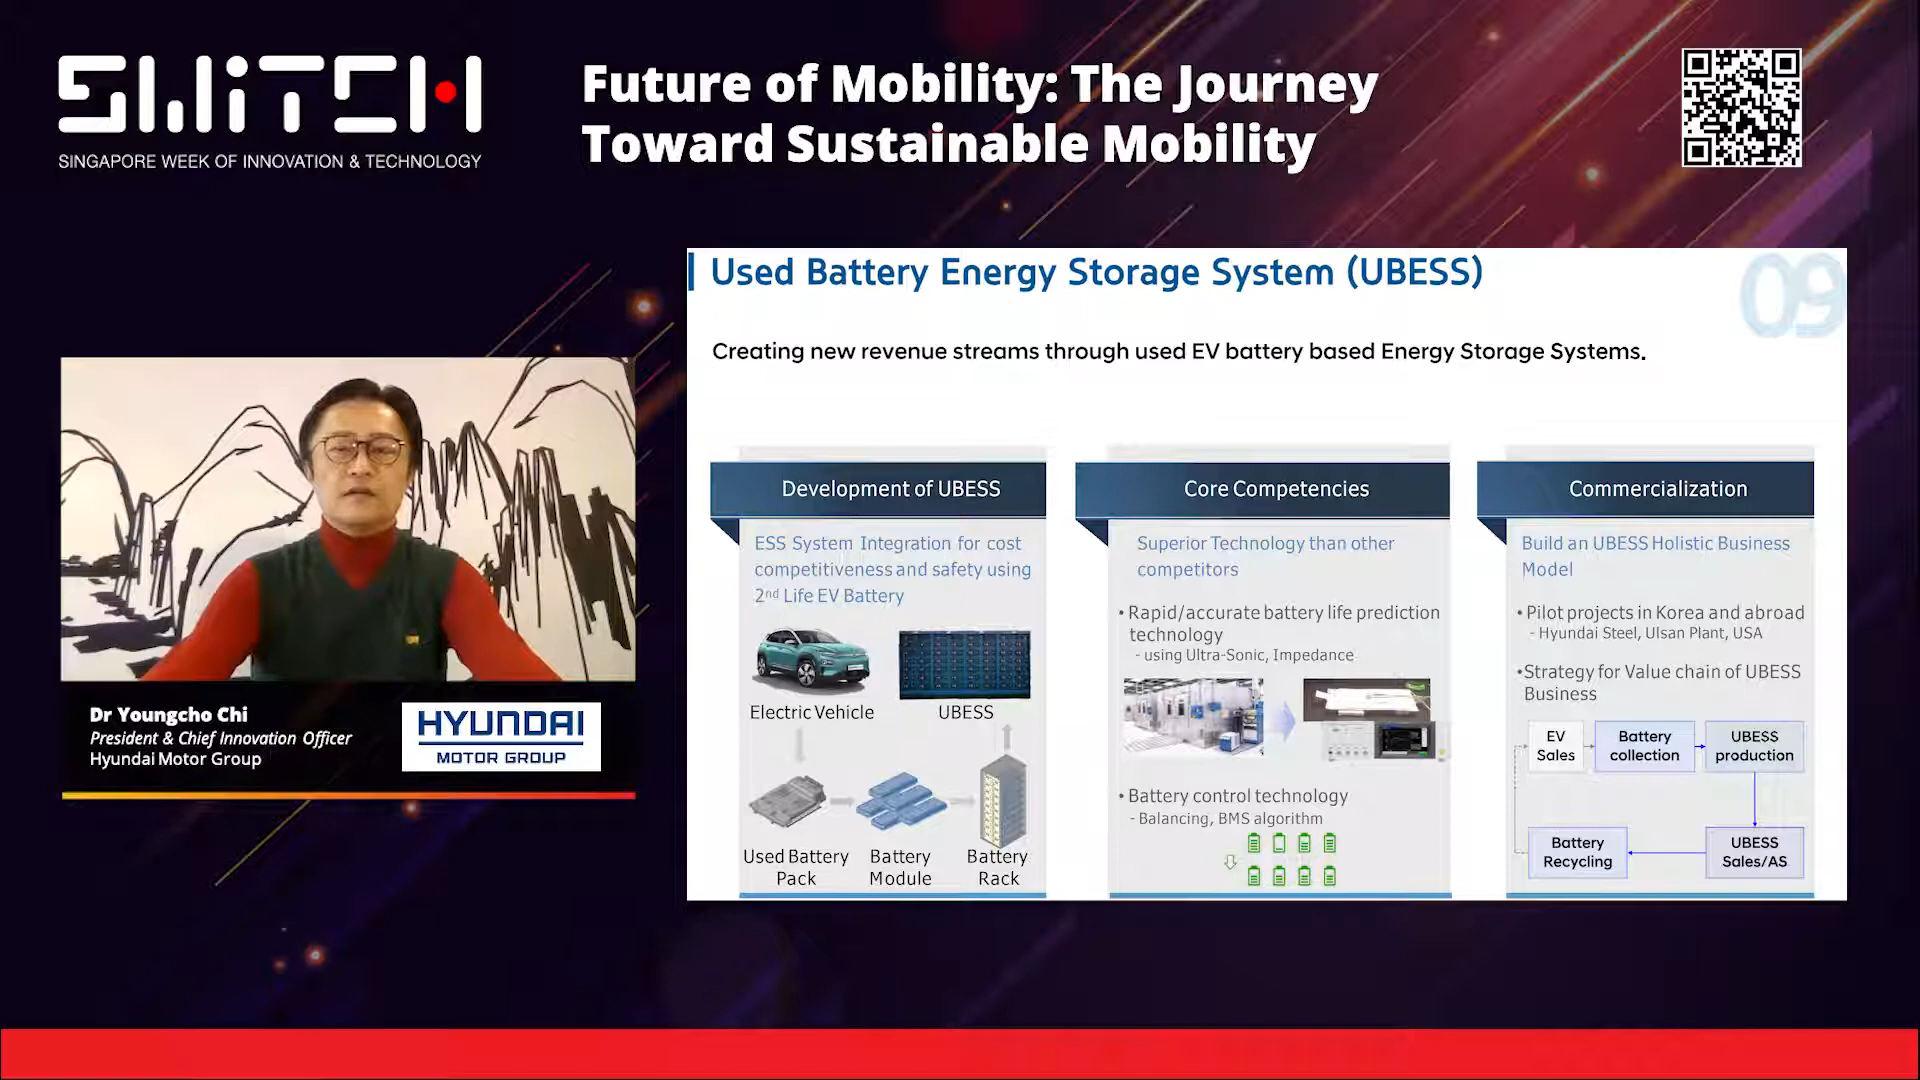 SWiTCH
SINGAPORE WEEK OF INNOVATION & TECHNOLOGY
Future of Mobility: The Journey
Toward Sustainable Mobility
Dr Youngcho Chi
President & Chief Innovation Officer
Hyundai Motor Group
HYUNDAI
MOTOR GROUP
Used Battery Energy Storage System (UBESS)
09
Creating new revenue streams through used EV battery based Energy Storage Systems.
Development of UBESS
ESS System Integration for cost
competitiveness and safety using
2nd Life EV Battery
Electric Vehicle
UBESS
Used Battery
Pack
Battery
Module
Battery
Rack
Core Competencies
Superior Technology than other
competitors
• Rapid/accurate battery life prediction
technology
- using Ultra-Sonic, Impedance
• Battery control technology
- Balancing, BMS algorithm
Commercialization
Build an UBESS Holistic Business
Model
• Pilot projects in Korea and abroad
- Hyundai Steel, Ulsan Plant, USA
•Strategy for Value chain of UBESS
Business
EV
Sales
Battery
collection
UBESS
production
Battery
Recycling
UBESS
Sales/AS